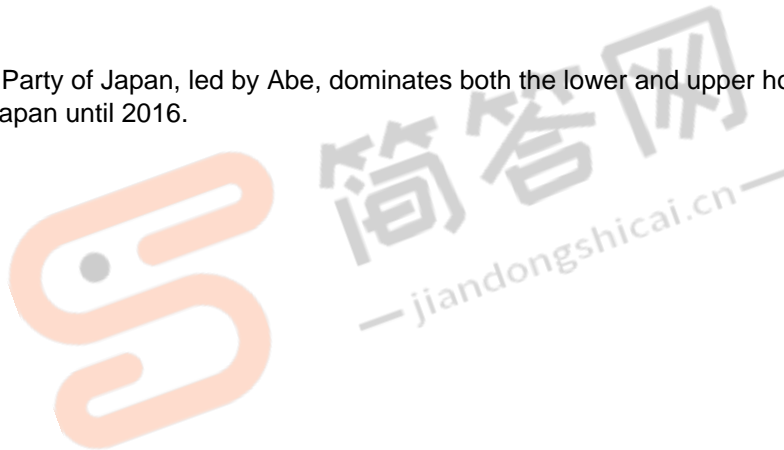 Party of Japan, led by Abe, dominates both the lower and upper
apan until 2016.
简答网
jiandongshicai.cn